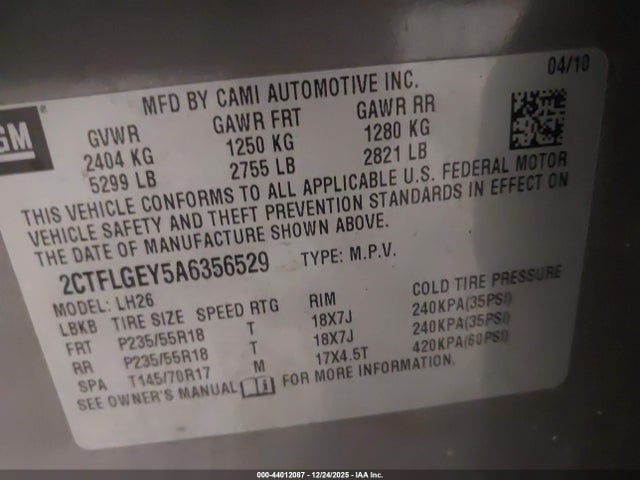 04/10
MFD BY CAMI AUTOMOTIVE INC.
GM
GVWR GAWR FRT GAWR RR
2404 KG 1250 KG 1280 KG
5299 LB 2755 LB 2821 LB
THIS VEHICLE CONFORMS TO ALL APPLICABLE U.S. FEDERAL MOTOR
VEHICLE SAFETY AND THEFT PREVENTION STANDARDS IN EFFECT ON
THE DATE OF MANUFACTURE SHOWN ABOVE.
2CTFLGEY5A6356529 TYPE: M.P.V.
MODEL: LH26
LBKB TIRE SIZE SPEED RTG RIM COLD TIRE PRESSURE
FRT P235/55R18 T 18X7J 240KPA(35PSI)
RR P235/55R18 T 18X7J 240KPA(35PSI)
SPA T145/70R17 M 17X4.5T 420KPA(60PSI)
SEE OWNER'S MANUAL FOR MORE INFORMATION.
000-44012087 - 12/24/2025 - IAA Inc.